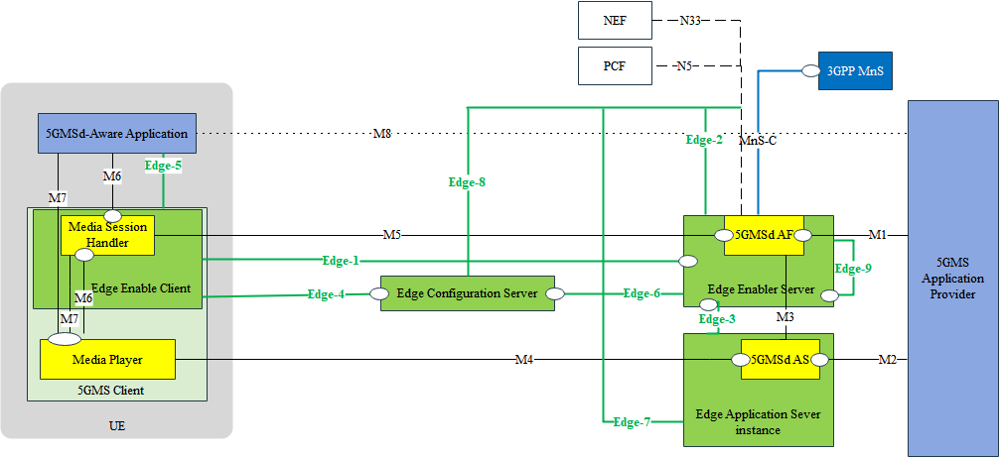 NEF
N33
PCF
N5
3GPP MnS
5GMSd-Aware Application
M8
Edge-2
MnS-C
Edge-5
M6
M7
Edge-8
Media Session
Handler
M5
5GMSd AF
M1
Edge-1
Edge-9
5GMS
Application
Provider
Edge Enable Client
M6
Edge-4
Edge Configuration Server
Edge-6
Edge Enabler Server
M7
Edge-3
M3
Media Player
M4
5GMSd AS
M2
5GMS Client
Edge-7
Edge Application Sever
instance
UE